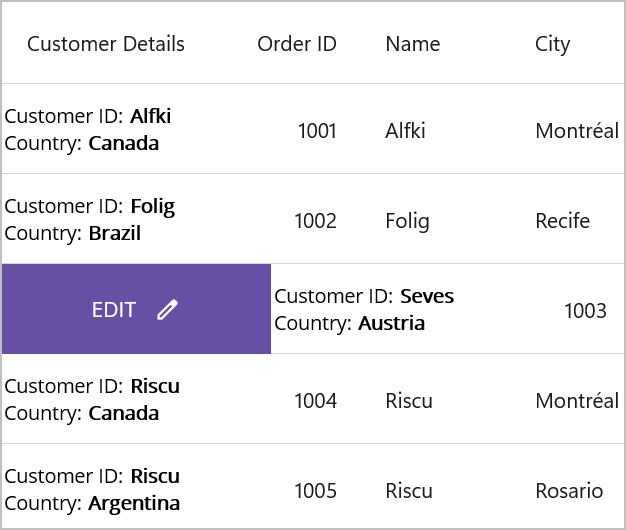 Customer Details Order ID Name City
Customer ID: Alfki
Country: Canada
1001 Alfki Montréal
Customer ID: Folig
Country: Brazil
1002 Folig Recife
EDIT
Customer ID: Seves
Country: Austria
1003
Customer ID: Riscu
Country: Canada
1004 Riscu Montréal
Customer ID: Riscu
Country: Argentina
1005 Riscu Rosario